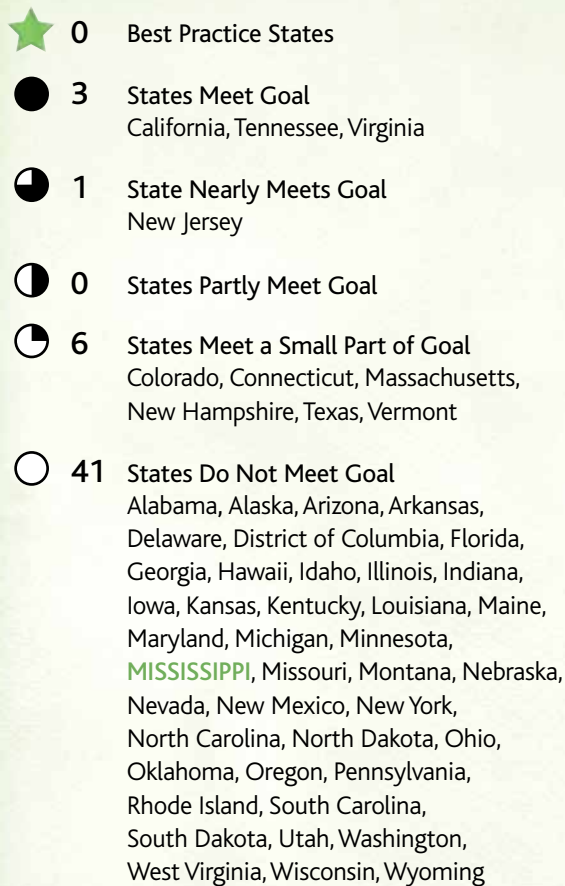 0 Best Practice States
3 States Meet Goal
California, Tennessee, Virginia
1 State Nearly Meets Goal
New Jersey
0 States Partly Meet Goal
6 States Meet a Small Part of Goal
Colorado, Connecticut, Massachusetts,
New Hampshire, Texas, Vermont
41 States Do Not Meet Goal
Alabama, Alaska, Arizona, Arkansas,
Delaware, District of Columbia, Florida,
Georgia, Hawaii, Idaho, Illinois, Indiana,
Iowa, Kansas, Kentucky, Louisiana, Maine,
Maryland, Michigan, Minnesota,
MISSISSIPPI, Missouri, Montana, Nebraska,
Nevada, New Mexico, New York,
North Carolina, North Dakota, Ohio,
Oklahoma, Oregon, Pennsylvania,
Rhode Island, South Carolina,
South Dakota, Utah, Washington,
West Virginia, Wisconsin, Wyoming